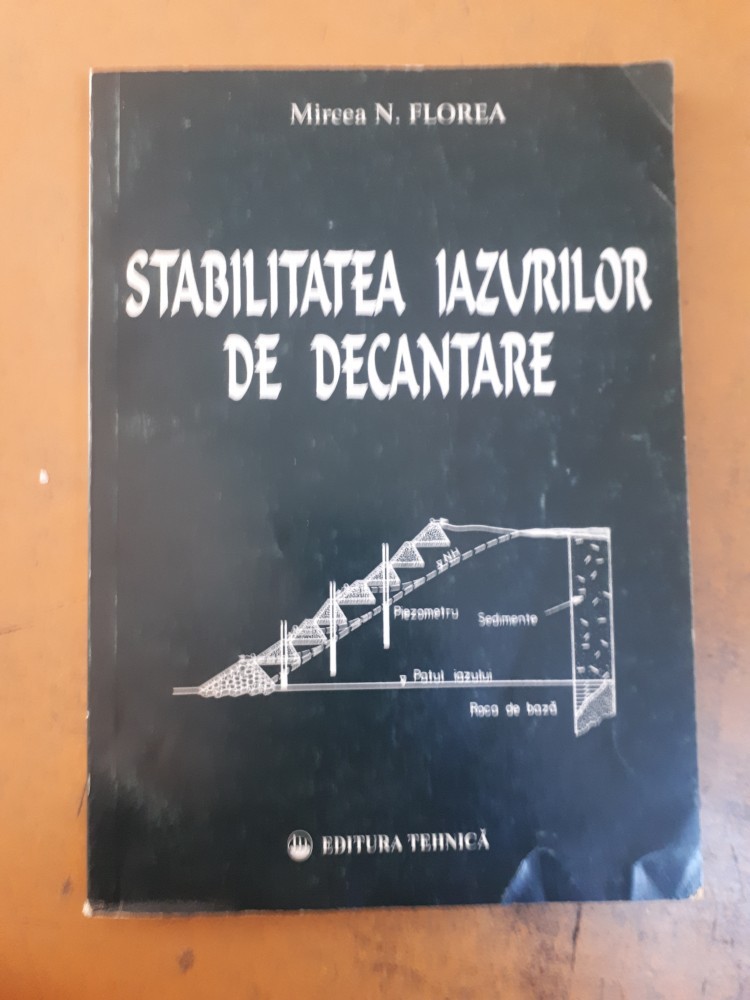 Mircea N. FLOREA
STABILITATEA IAZURILOR
DE DECANTARE
NH
Piezometru
Sedimente
Patul iazului
Roca de bază
EDITURA TEHNICĂ